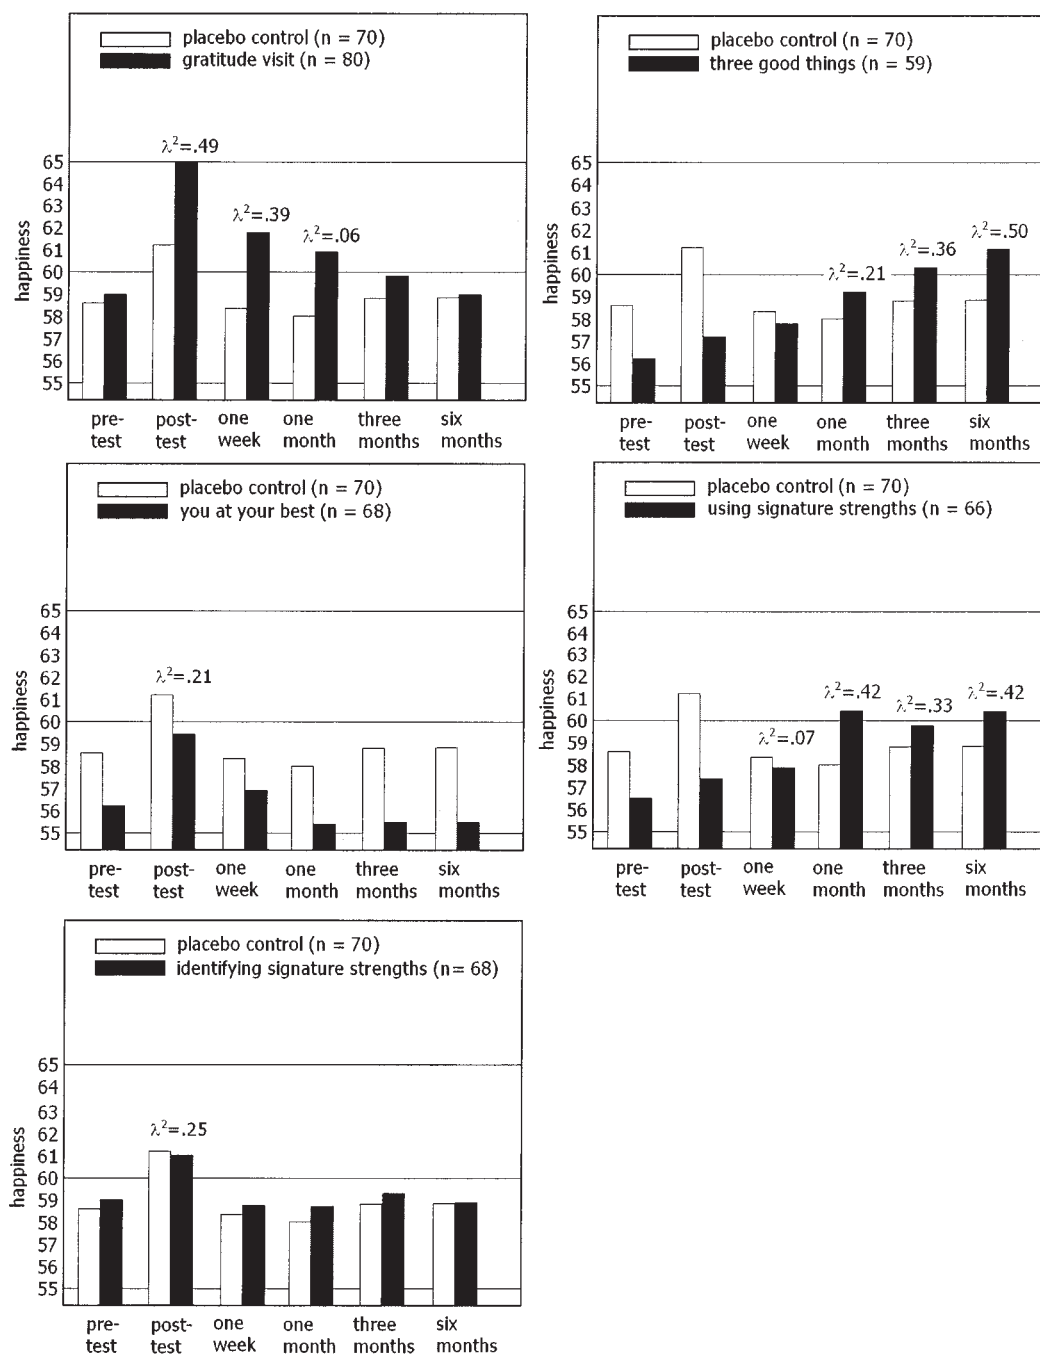 placebo control (n = 70)
gratitude visit (n = 80)
λ²=.49
λ²=.39
λ²=.06
happiness
65
64
63
62
61
60
59
58
57
56
55
pre-
test
post-
test
one
week
one
month
three
months
six
months
placebo control (n = 70)
three good things (n = 59)
λ²=.21
λ²=.36
λ²=.50
happiness
65
64
63
62
61
60
59
58
57
56
55
pre-
test
post-
test
one
week
one
month
three
months
six
months
placebo control (n = 70)
you at your best (n = 68)
λ²=.21
happiness
65
64
63
62
61
60
59
58
57
56
55
pre-
test
post-
test
one
week
one
month
three
months
six
months
placebo control (n = 70)
using signature strengths (n = 66)
λ²=.07
λ²=.42
λ²=.33
λ²=.42
happiness
65
64
63
62
61
60
59
58
57
56
55
pre-
test
post-
test
one
week
one
month
three
months
six
months
placebo control (n = 70)
identifying signature strengths (n= 68)
λ²=.25
happiness
65
64
63
62
61
60
59
58
57
56
55
pre-
test
post-
test
one
week
one
month
three
months
six
months